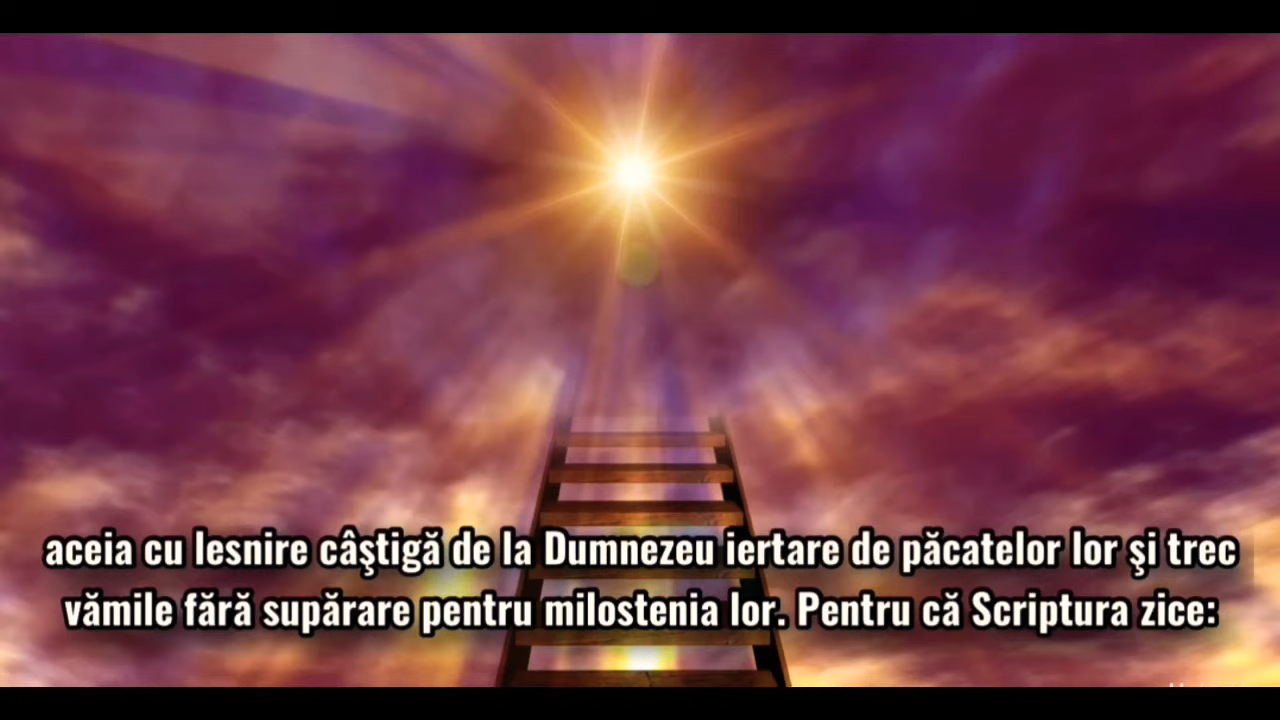 aceia cu lesnire câştigă de la Dumnezeu iertare de păcatelor lor şi trec
vămile fără supărare pentru milostenia lor. Pentru că Scriptura zice: